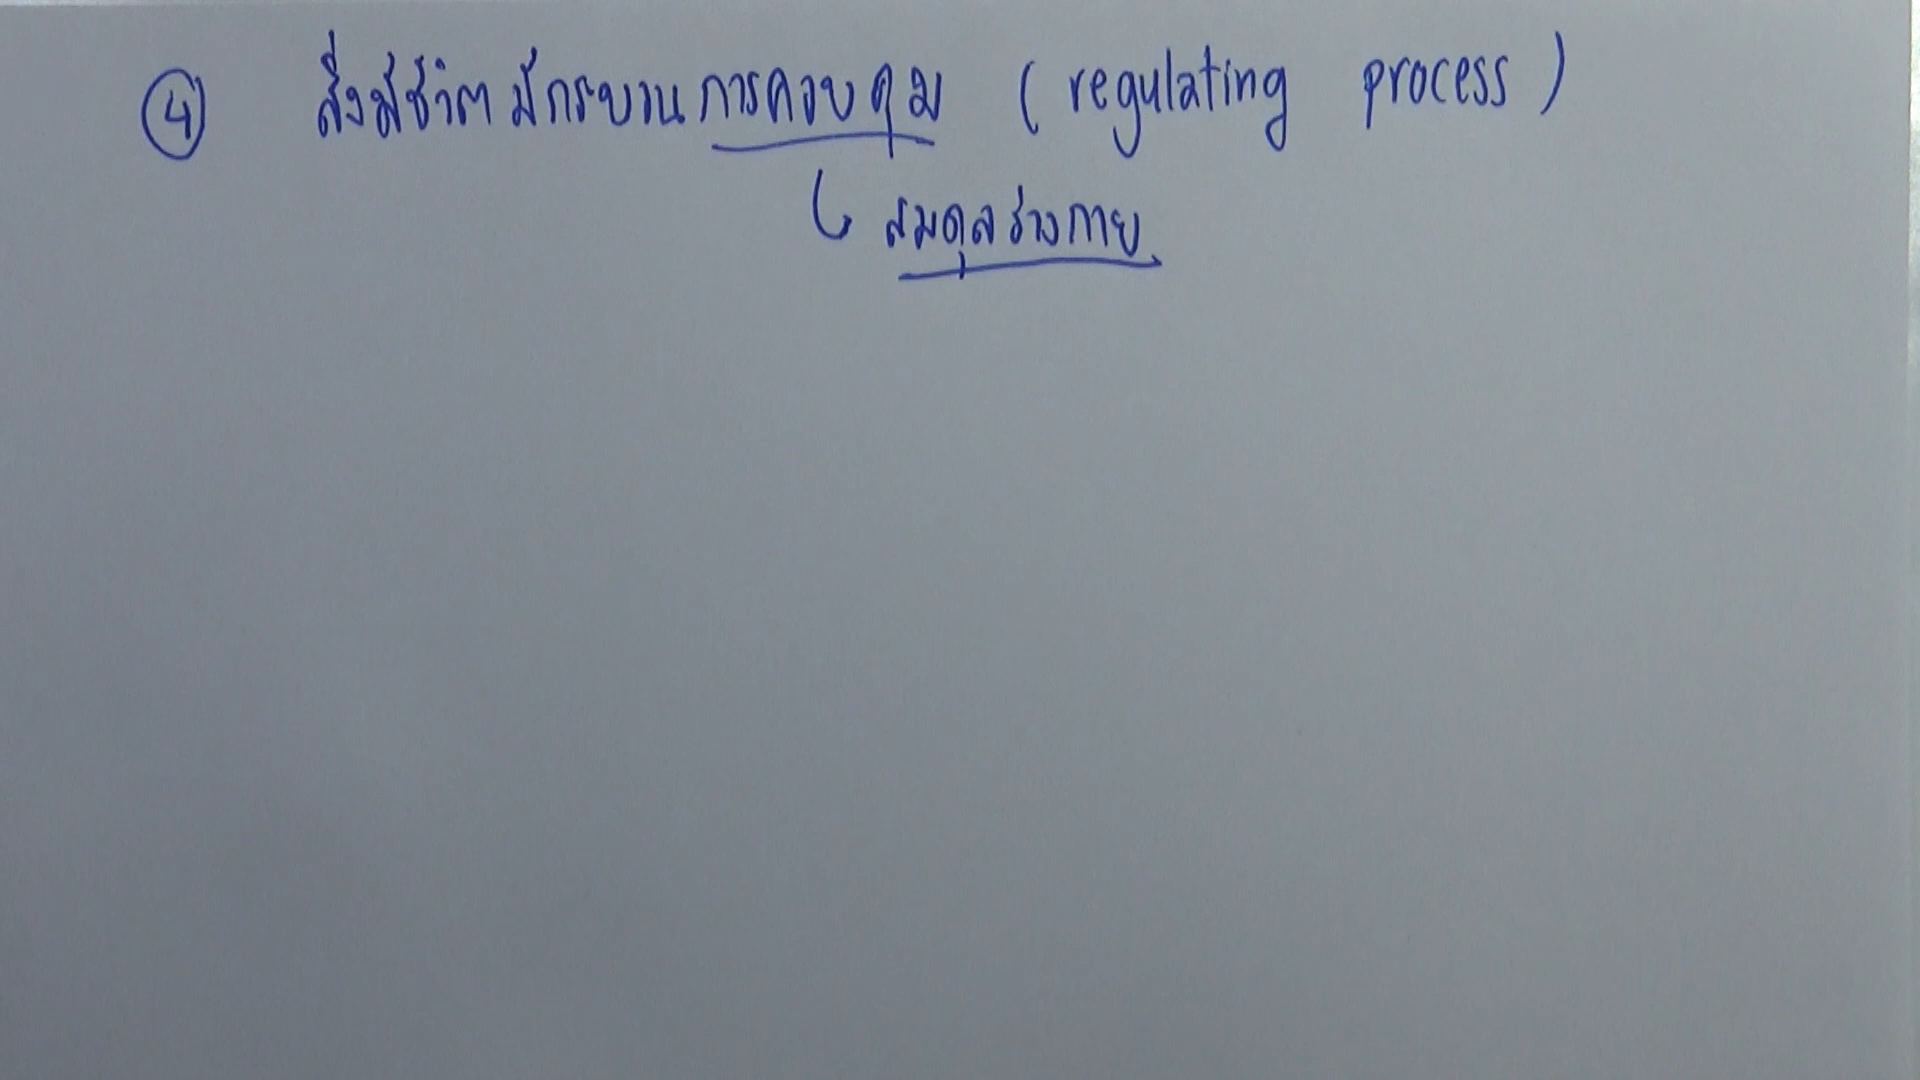 ④ สิ่งมีชีวิตมีกระบวนการควบคุม (regulating process)
↳ สมดุลร่างกาย